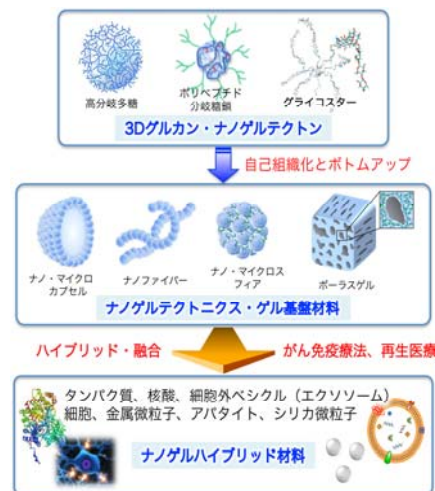 高分岐多糖
ポリペプチド
分岐糖鎖
グライコスター
3Dグルカン・ナノゲルテクトン
自己組織化とボトムアップ
ナノ・マイクロ
カプセル
ナノファイバー
ナノ・マイクロス
フィア
ポーラスゲル
ナノゲルテクトニクス・ゲル基盤材料
ハイブリッド・融合
がん免疫療法、再生医療
タンパク質、核酸、細胞外ベシクル（エクソソーム）
細胞、金属微粒子、アパタイト、シリカ微粒子
ナノゲルハイブリッド材料